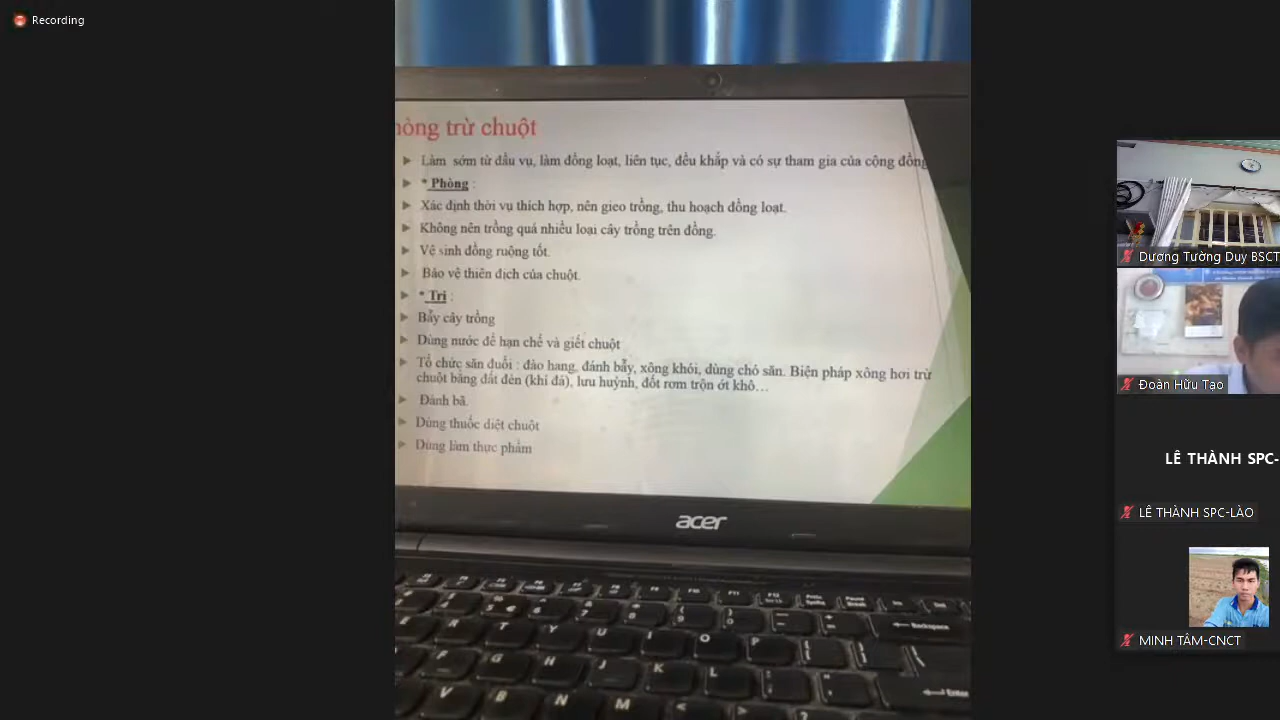 Recording
hòng trừ chuột
Làm sớm từ đầu vụ, làm đồng loạt, liên tục, đều khắp và có sự tham gia của cộng đồng
* Phòng :
Xác định thời vụ thích hợp, nên gieo trồng, thu hoạch đồng loạt.
Không nên trồng quá nhiều loại cây trồng trên đồng.
Vệ sinh đồng ruộng tốt.
Bảo vệ thiên địch của chuột.
* Trị :
Bẫy cây trồng
Dùng nước để hạn chế và giết chuột
Tổ chức săn đuổi : đào hang, đánh bẫy, xông khói, dùng chó săn. Biện pháp xông hơi trừ
chuột bằng đất đèn (khí đá), lưu huỳnh, đốt rơm trộn ớt khô…
Đánh bã.
Dùng thuốc diệt chuột
Dùng làm thực phẩm
acer
Backspace
Enter
Dương Tường Duy BSCT
Đoàn Hữu Tạo
LÊ THÀNH SPC-
LÊ THÀNH SPC-LÀO
MINH TÂM-CNCT